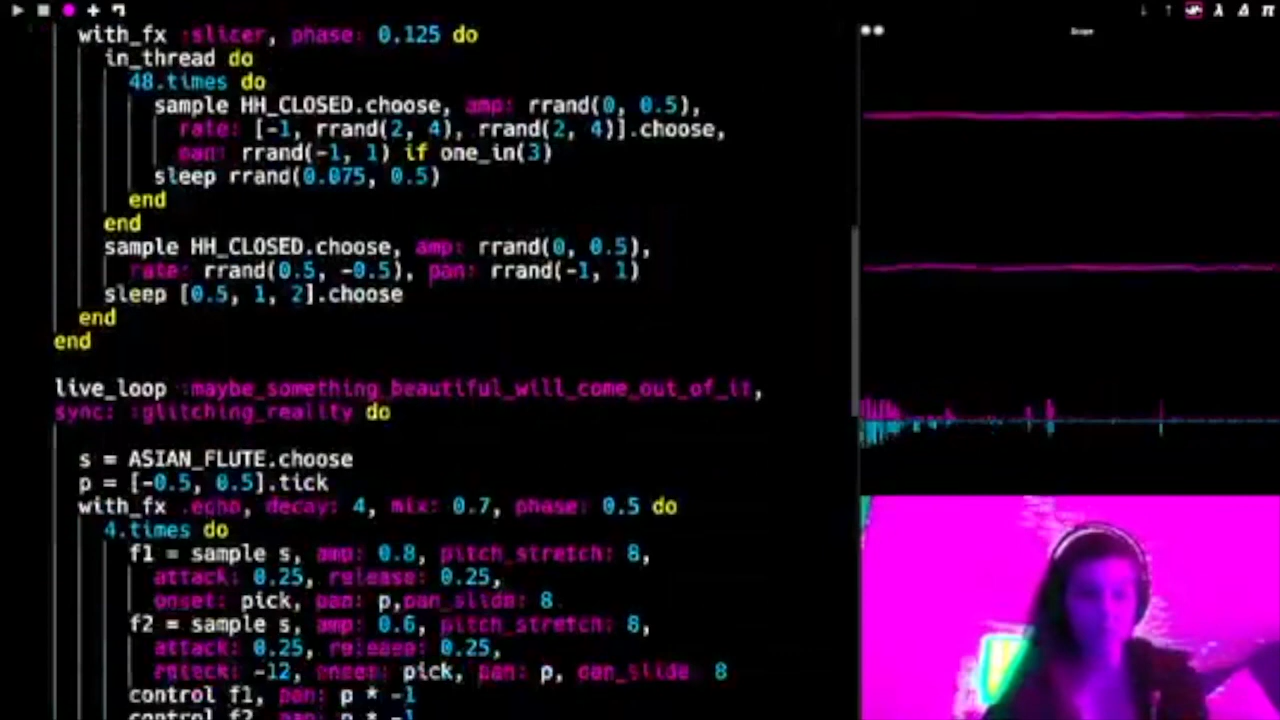 with_fx :slicer, phase: 0.125 do
in_thread do
48.times do
sample HH_CLOSED.choose, amp: rrand(0, 0.5),
rate: [-1, rrand(2, 4), rrand(2, 4)].choose,
pan: rrand(-1, 1) if one_in(3)
sleep rrand(0.075, 0.5)
end
end
sample HH_CLOSED.choose, amp: rrand(0, 0.5),
rate: rrand(0.5, -0.5), pan: rrand(-1, 1)
sleep [0.5, 1, 2].choose
end
end
live_loop :maybe_something_beautiful_will_come_out_of_it,
sync: :glitching_reality do
s = ASIAN_FLUTE.choose
p = [-0.5, 0.5].tick
with_fx :echo, decay: 4, mix: 0.7, phase: 0.5 do
4.times do
f1 = sample s, amp: 0.8, pitch_stretch: 8,
attack: 0.25, release: 0.25,
onset: pick, pan: p,pan_slide: 8
f2 = sample s, amp: 0.6, pitch_stretch: 8,
attack: 0.25, release: 0.25,
-12, onset: pick, pan: p, pan_slide 8
control f1, pan: p * -1
control f2, pan: p * -1
Scope